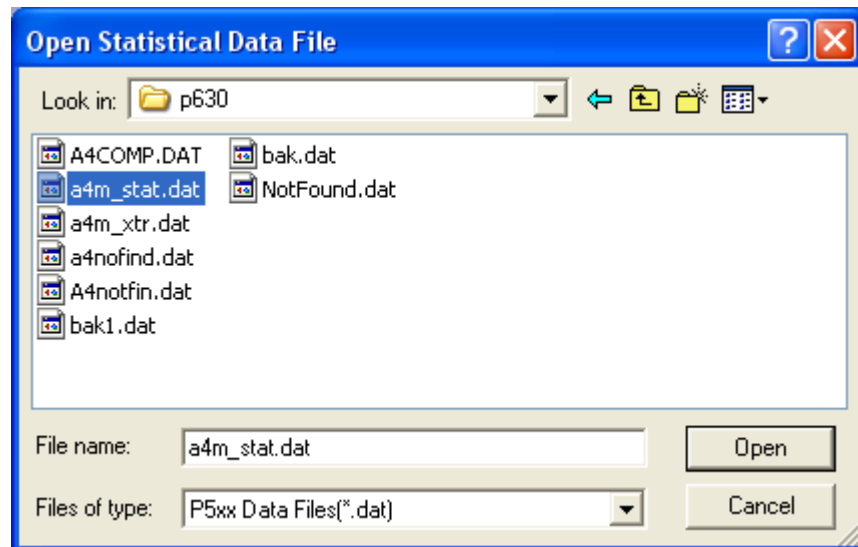 Open Statistical Data File
Look in: p630
A4COMP.DAT
a4m_stat.dat
a4m_xtr.dat
a4nofind.dat
A4notfin.dat
bak1.dat
bak.dat
NotFound.dat
File name: a4m_stat.dat
Open
Files of type: P5xx Data Files(*.dat)
Cancel